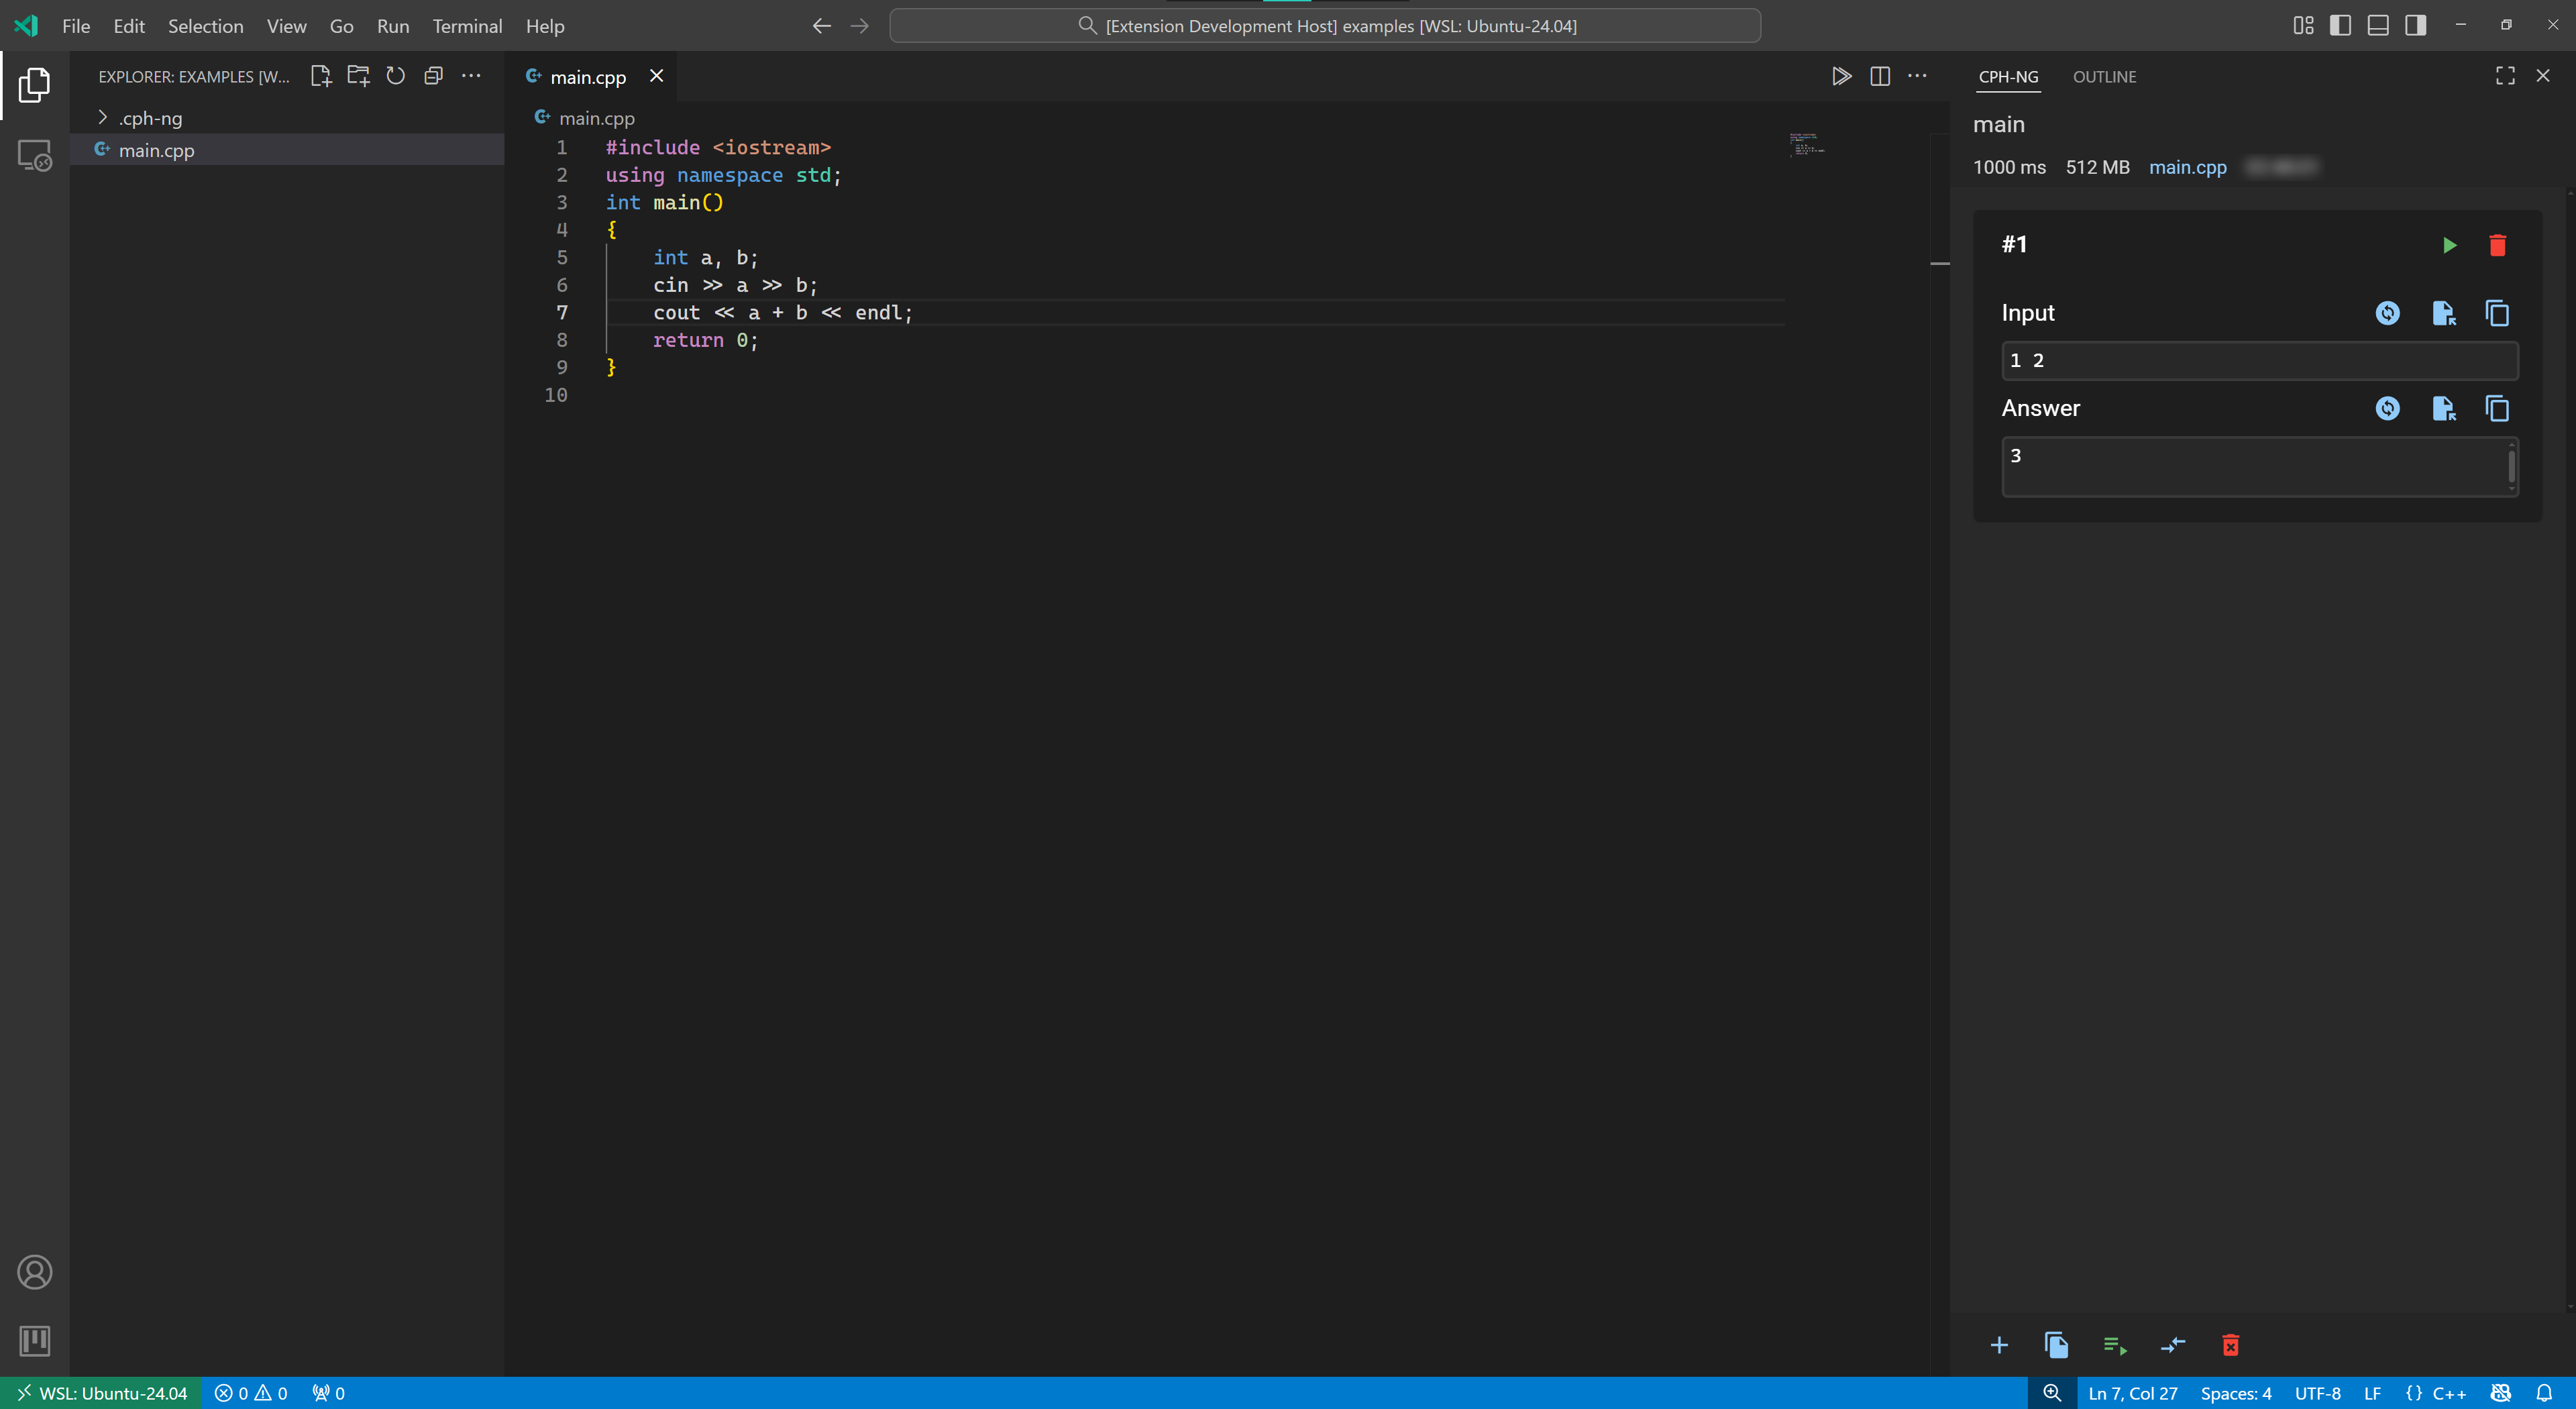 File Edit Selection View Go Run Terminal Help
[Extension Development Host] examples [WSL: Ubuntu-24.04]
EXPLORER: EXAMPLES [W...
.cph-ng
main.cpp
main.cpp
main.cpp
1 #include <iostream>
2 using namespace std;
3 int main()
4 {
5 int a, b;
6 cin >> a >> b;
7 cout << a + b << endl;
8 return 0;
9 }
10
CPH-NG OUTLINE
main
1000 ms 512 MB main.cpp
#1
Input
1 2
Answer
3
WSL: Ubuntu-24.04 0 0 0 Ln 7, Col 27 Spaces: 4 UTF-8 LF {} C++